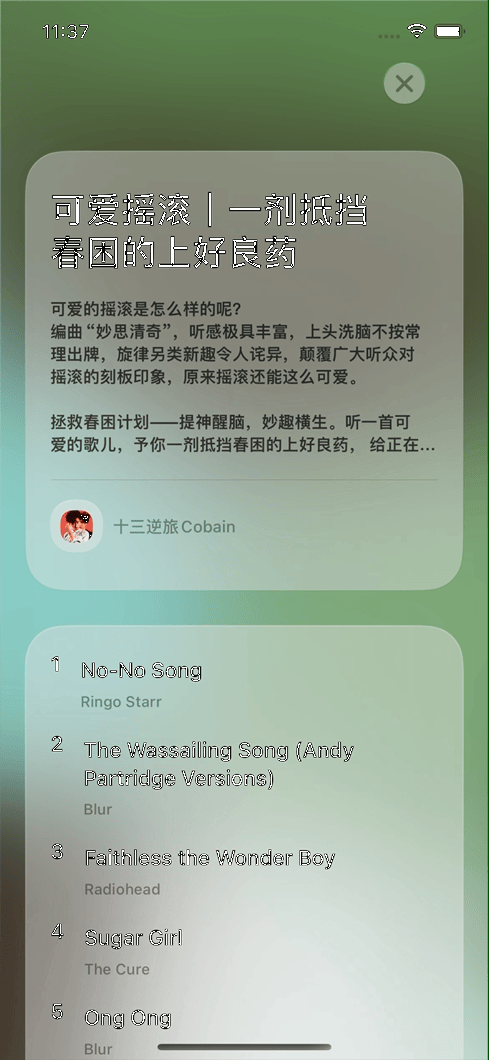 11:37
可爱摇滚｜一剂抵挡
春困的上好良药
可爱的摇滚是怎么样的呢？
编曲“妙思清奇”，听感极具丰富，上头洗脑不按常
理出牌，旋律另类新趣令人诧异，颠覆广大听众对
摇滚的刻板印象，原来摇滚还能这么可爱。
拯救春困计划——提神醒脑，妙趣横生。听一首可
爱的歌儿，予你一剂抵挡春困的上好良药， 给正在...
十三逆旅Cobain
1 No-No Song
Ringo Starr
2 The Wassailing Song (Andy
Partridge Versions)
Blur
3 Faithless the Wonder Boy
Radiohead
4 Sugar Girl
The Cure
5 Ong Ong
Blur